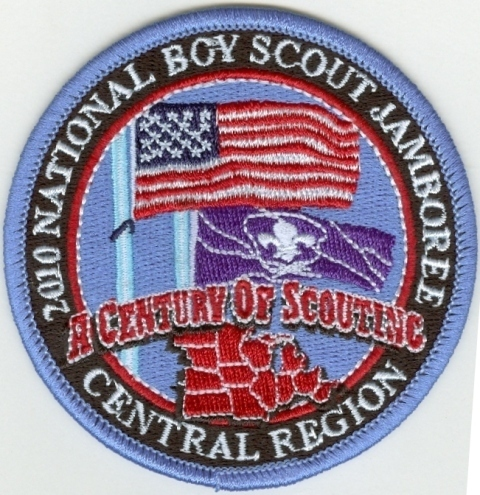 2010 NATIONAL BOY SCOUT JAMBOREE
A CENTURY OF SCOUTING
CENTRAL REGION